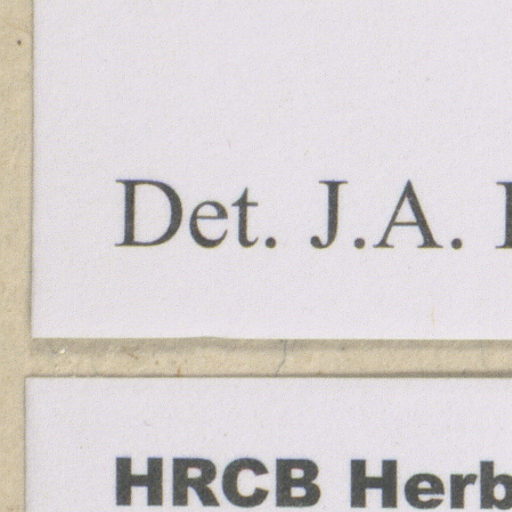 Det. J.A.
HRCB Herb